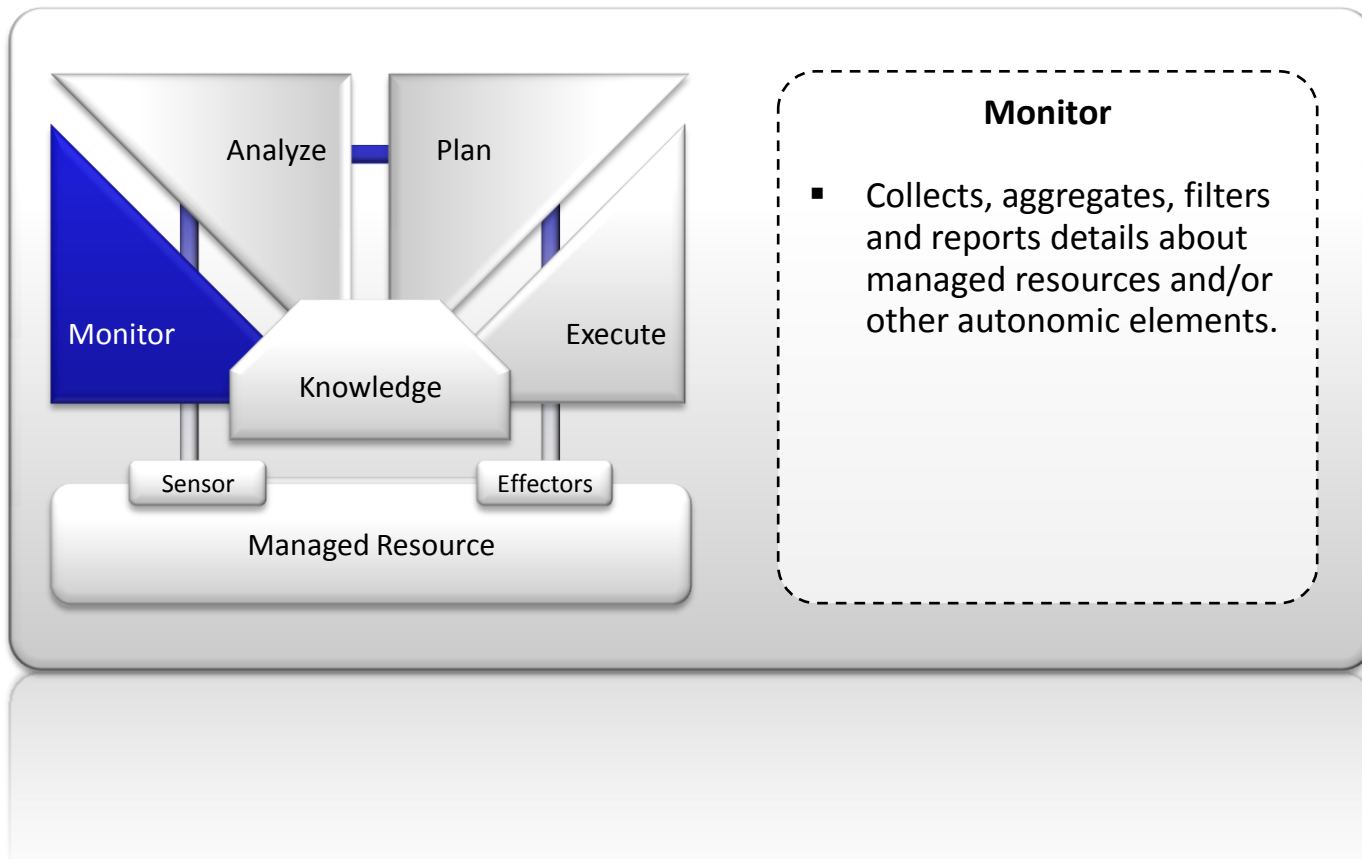 Analyze
Plan
Monitor
Execute
Knowledge
Sensor
Effectors
Managed Resource
Monitor
▪ Collects, aggregates, filters
and reports details about
managed resources and/or
other autonomic elements.